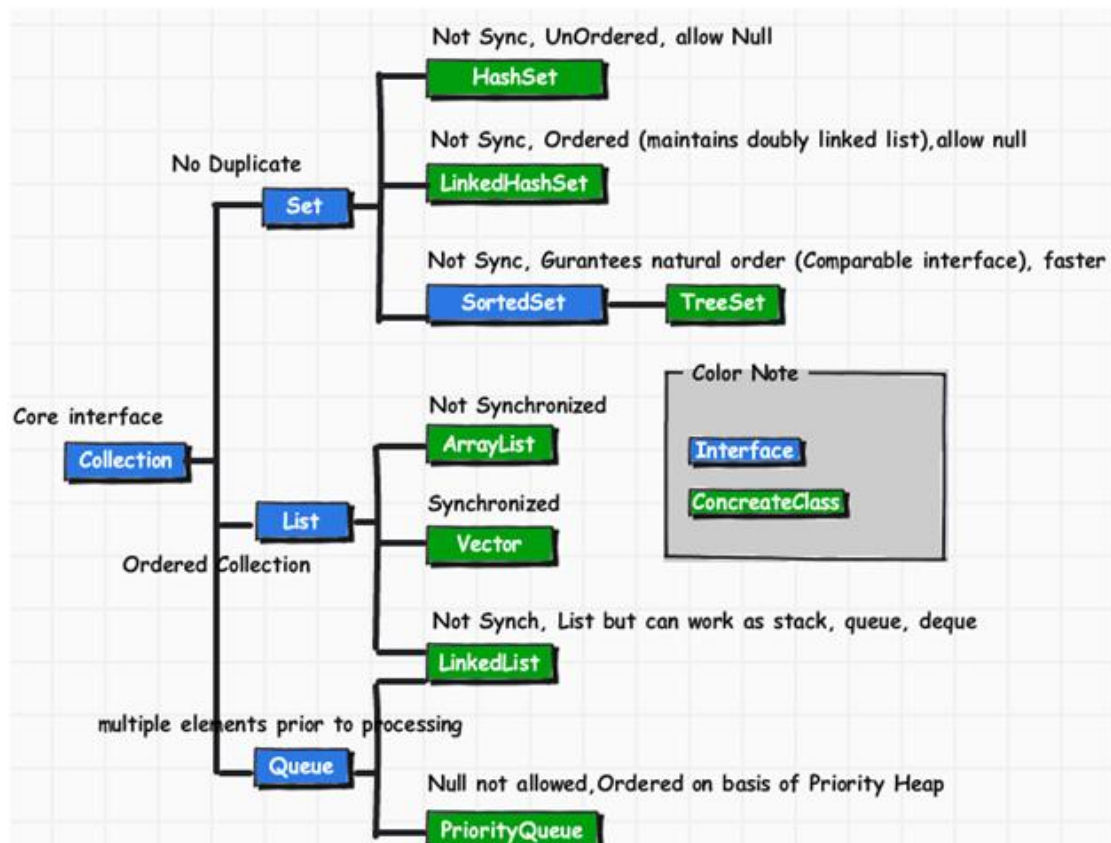 Not Sync, UnOrdered, allow Null
HashSet
Not Sync, Ordered (maintains doubly linked list),allow null
No Duplicate
LinkedHashSet
Set
Not Sync, Gurantees natural order (Comparable interface), faster
SortedSet
TreeSet
Color Note
Not Synchronized
Core interface
ArrayList
Interface
Collection
ConcreateClass
Synchronized
List
Vector
Ordered Collection
Not Synch, List but can work as stack, queue, deque
LinkedList
multiple elements prior to processing
Queue
Null not allowed,Ordered on basis of Priority Heap
PriorityQueue